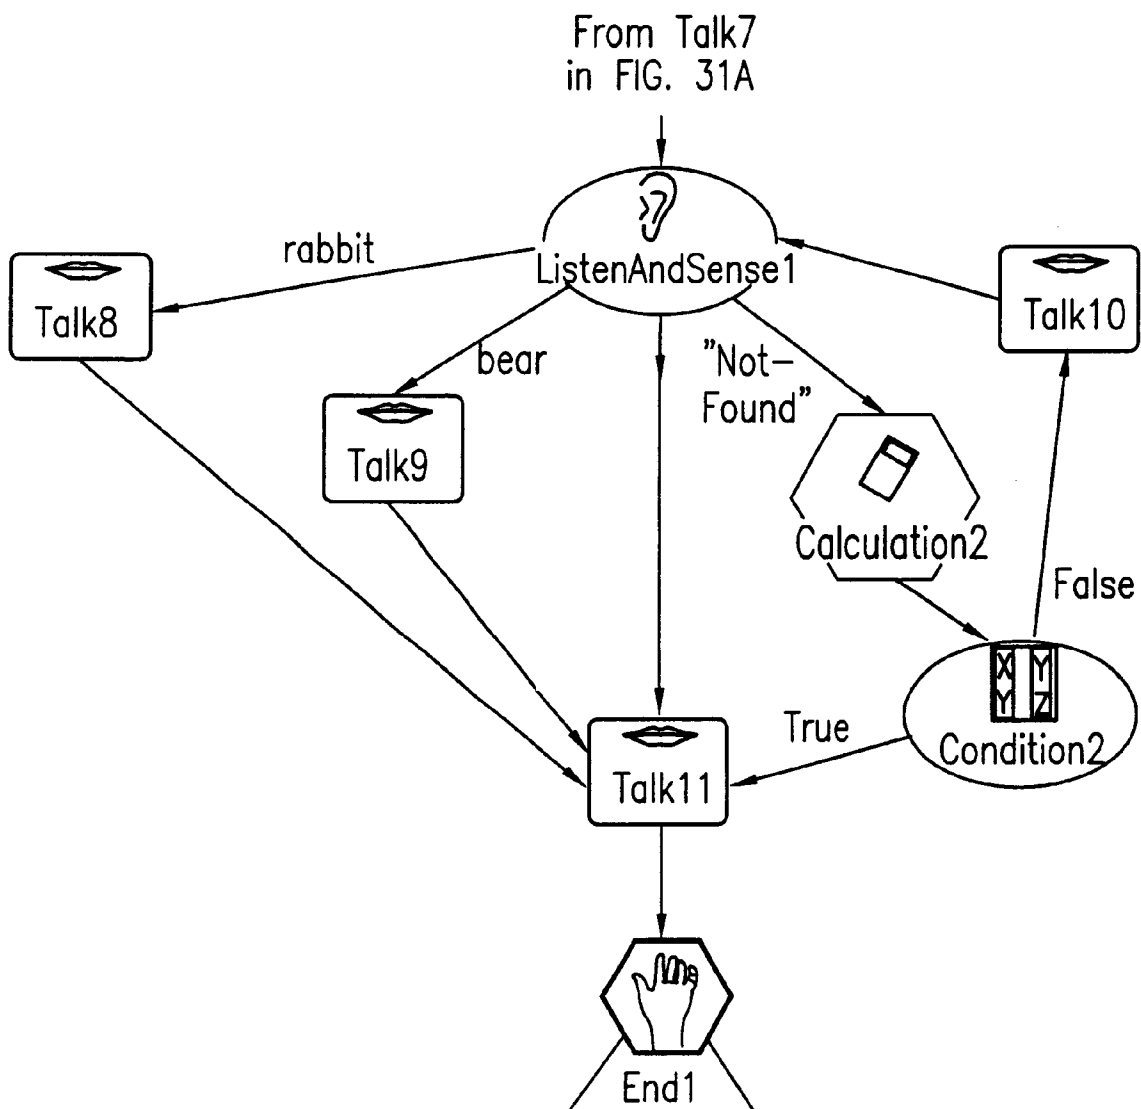 From Talk7
in FIG. 31A
rabbit
ListenAndSense1
Talk8
Talk10
bear
"Not-
Found"
Talk9
Calculation2
False
X Y
Y Z
True
Condition2
Talk11
End1